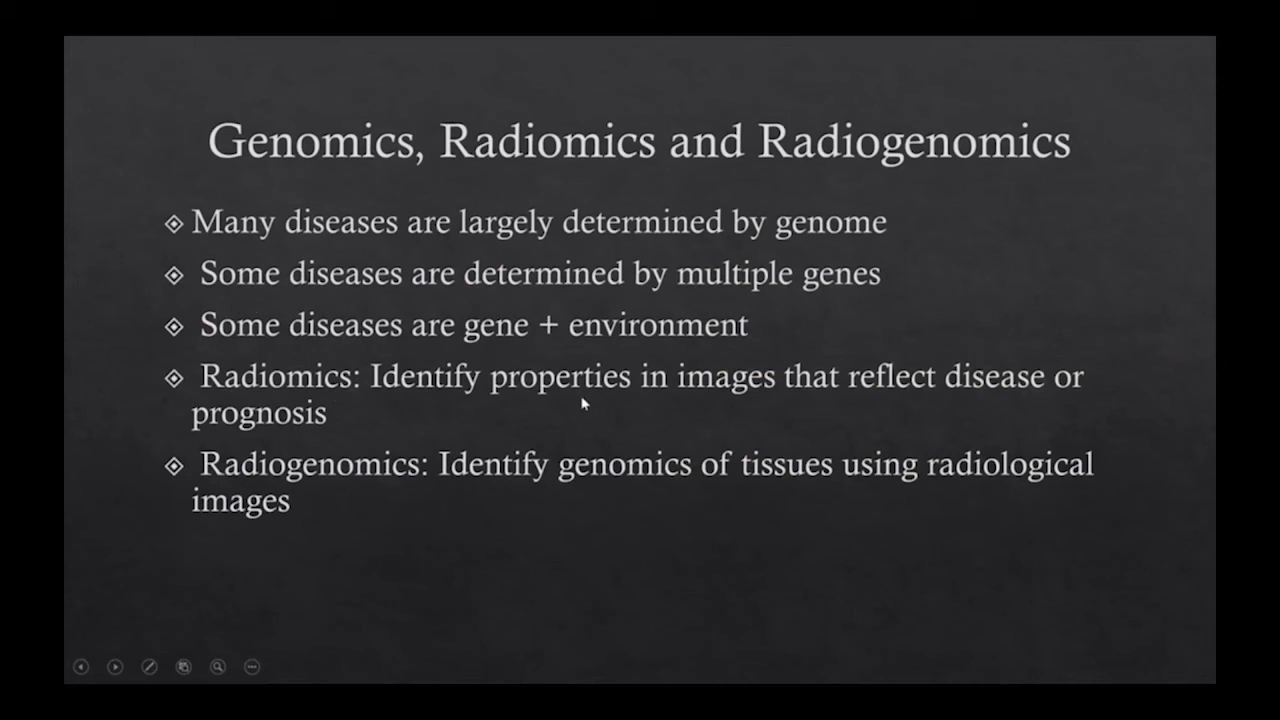 Genomics, Radiomics and Radiogenomics
Many diseases are largely determined by genome
Some diseases are determined by multiple genes
Some diseases are gene + environment
Radiomics: Identify properties in images that reflect disease or
prognosis
Radiogenomics: Identify genomics of tissues using radiological
images